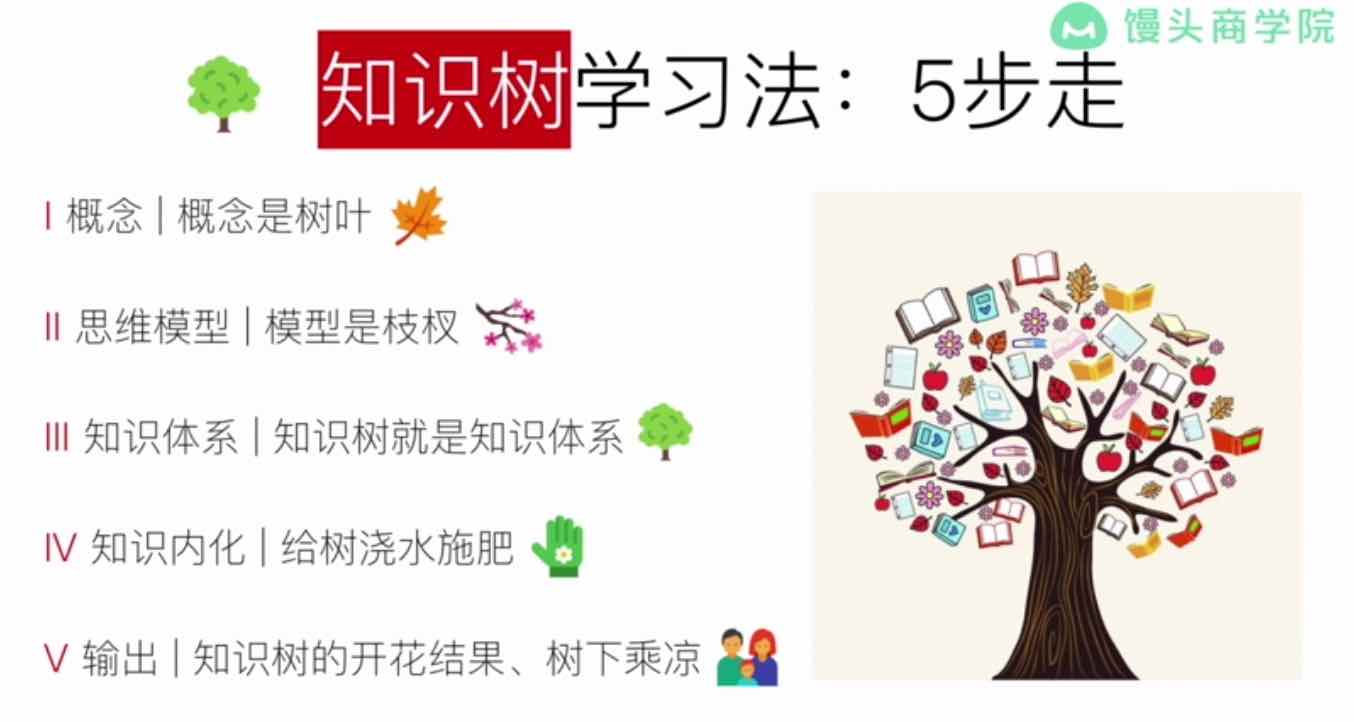 馒头商学院
知识树学习法：5步走
I 概念 | 概念是树叶
II 思维模型 | 模型是枝杈
III 知识体系 | 知识树就是知识体系
IV 知识内化 | 给树浇水施肥
V 输出 | 知识树的开花结果、树下乘凉